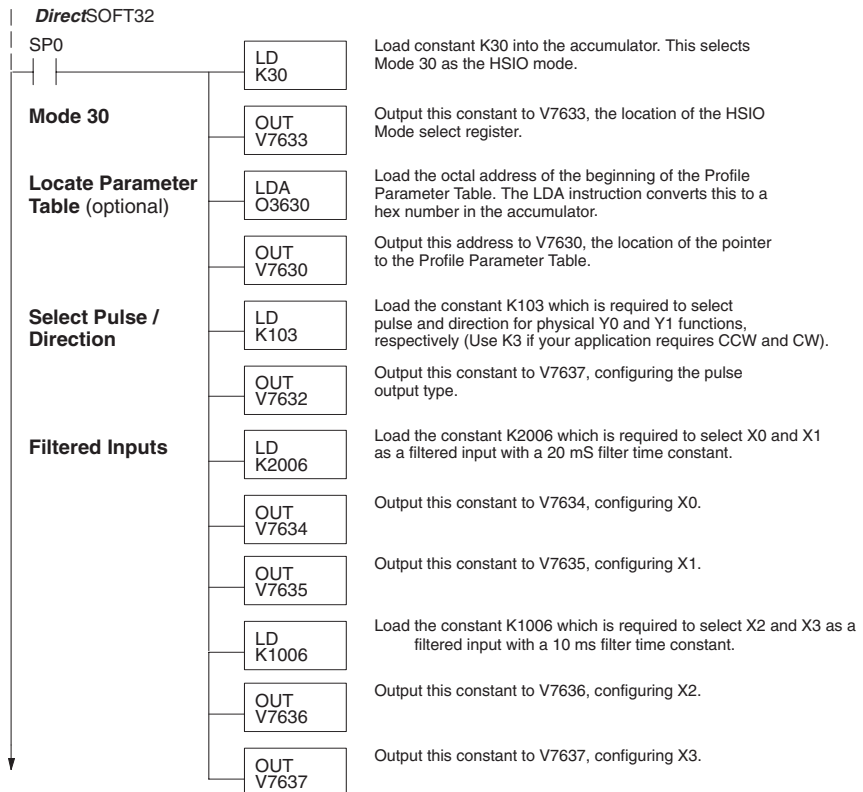 DirectSOFT32
SP0
LD
K30
Load constant K30 into the accumulator. This selects
Mode 30 as the HSIO mode.
Mode 30
OUT
V7633
Output this constant to V7633, the location of the HSIO
Mode select register.
Locate Parameter
Table (optional)
LDA
O3630
Load the octal address of the beginning of the Profile
Parameter Table. The LDA instruction converts this to a
hex number in the accumulator.
OUT
V7630
Output this address to V7630, the location of the pointer
to the Profile Parameter Table.
Select Pulse /
Direction
LD
K103
Load the constant K103 which is required to select
pulse and direction for physical Y0 and Y1 functions,
respectively (Use K3 if your application requires CCW and CW).
OUT
V7632
Output this constant to V7637, configuring the pulse
output type.
Filtered Inputs
LD
K2006
Load the constant K2006 which is required to select X0 and X1
as a filtered input with a 20 mS filter time constant.
OUT
V7634
Output this constant to V7634, configuring X0.
OUT
V7635
Output this constant to V7635, configuring X1.
LD
K1006
Load the constant K1006 which is required to select X2 and X3 as a
filtered input with a 10 ms filter time constant.
OUT
V7636
Output this constant to V7636, configuring X2.
OUT
V7637
Output this constant to V7637, configuring X3.